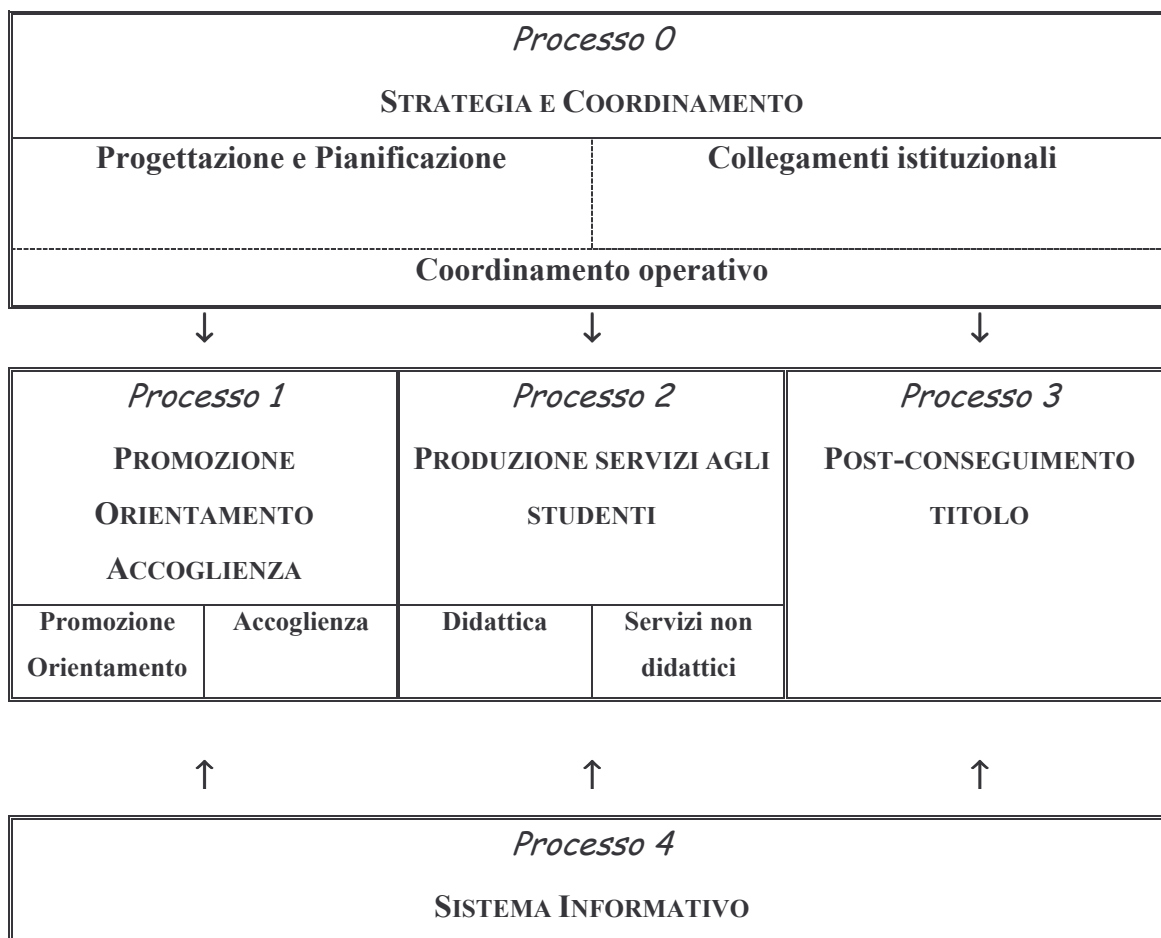 Processo 0
STRATEGIA E COORDINAMENTO
Progettazione e Pianificazione
Collegamenti istituzionali
Coordinamento operativo
↓ ↓ ↓
Processo 1
PROMOZIONE
ORIENTAMENTO
ACCOGLIENZA
Promozione
Orientamento
Accoglienza
Processo 2
PRODUZIONE SERVIZI AGLI
STUDENTI
Didattica
Servizi non
didattici
Processo 3
POST-CONSEGUIMENTO
TITOLO
↑ ↑ ↑
Processo 4
SISTEMA INFORMATIVO